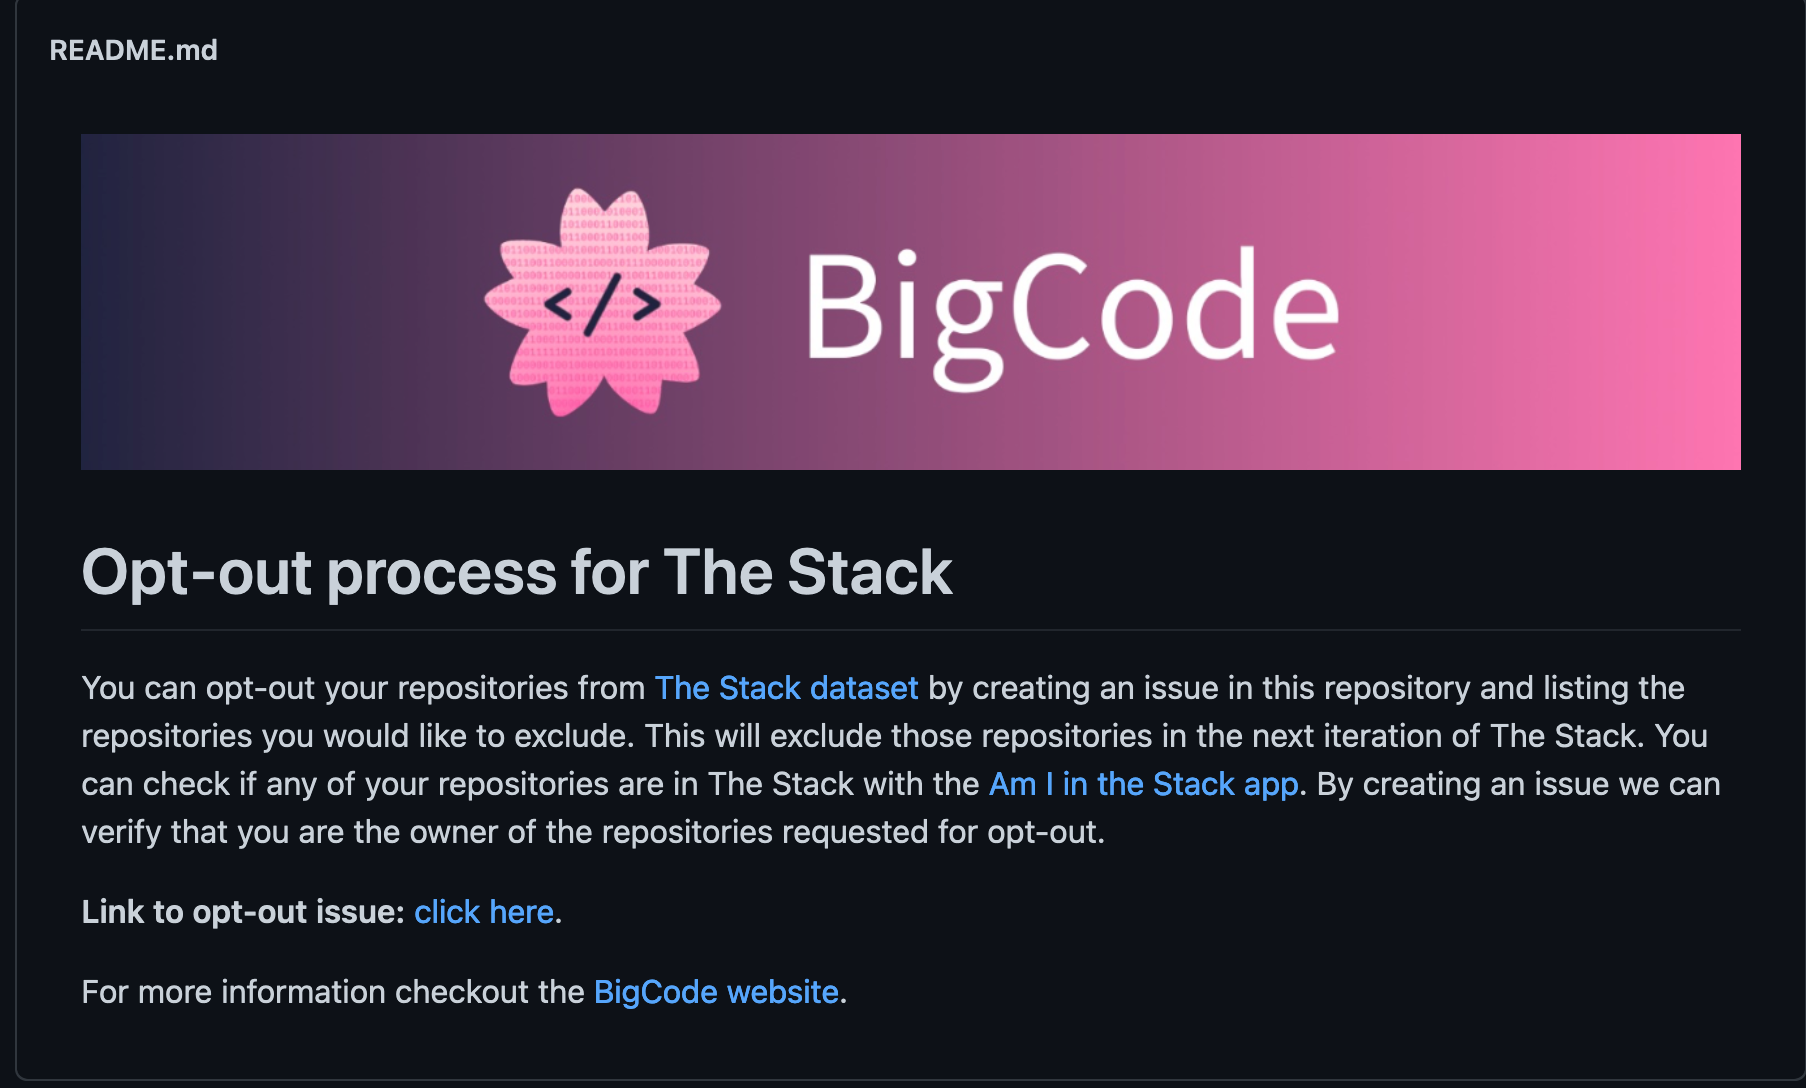 README.md
</>
BigCode
Opt-out process for The Stack
You can opt-out your repositories from The Stack dataset by creating an issue in this repository and listing the
repositories you would like to exclude. This will exclude those repositories in the next iteration of The Stack. You
can check if any of your repositories are in The Stack with the Am I in the Stack app. By creating an issue we can
verify that you are the owner of the repositories requested for opt-out.
Link to opt-out issue: click here.
For more information checkout the BigCode website.